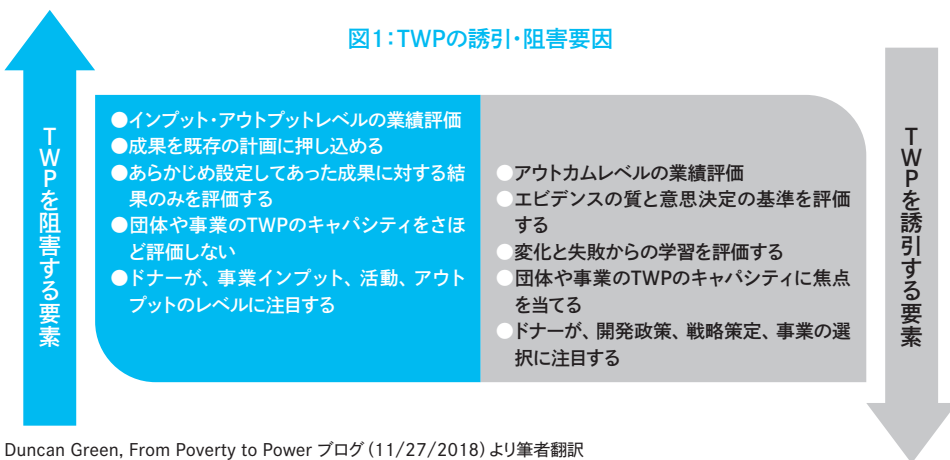 図1：TWPの誘引・阻害要因
TWPを阻害する要素
●インプット・アウトプットレベルの業績評価
●成果を既存の計画に押し込める
●あらかじめ設定してあった成果に対する結
果のみを評価する
●団体や事業のTWPのキャパシティをさほ
ど評価しない
●ドナーが、事業インプット、活動、アウト
プットのレベルに注目する
●アウトカムレベルの業績評価
●エビデンスの質と意思決定の基準を評価
する
●変化と失敗からの学習を評価する
●団体や事業のTWPのキャパシティに焦点
を当てる
●ドナーが、開発政策、戦略策定、事業の選
択に注目する
TWPを誘引する要素
Duncan Green, From Poverty to Power ブログ（11/27/2018）より筆者翻訳